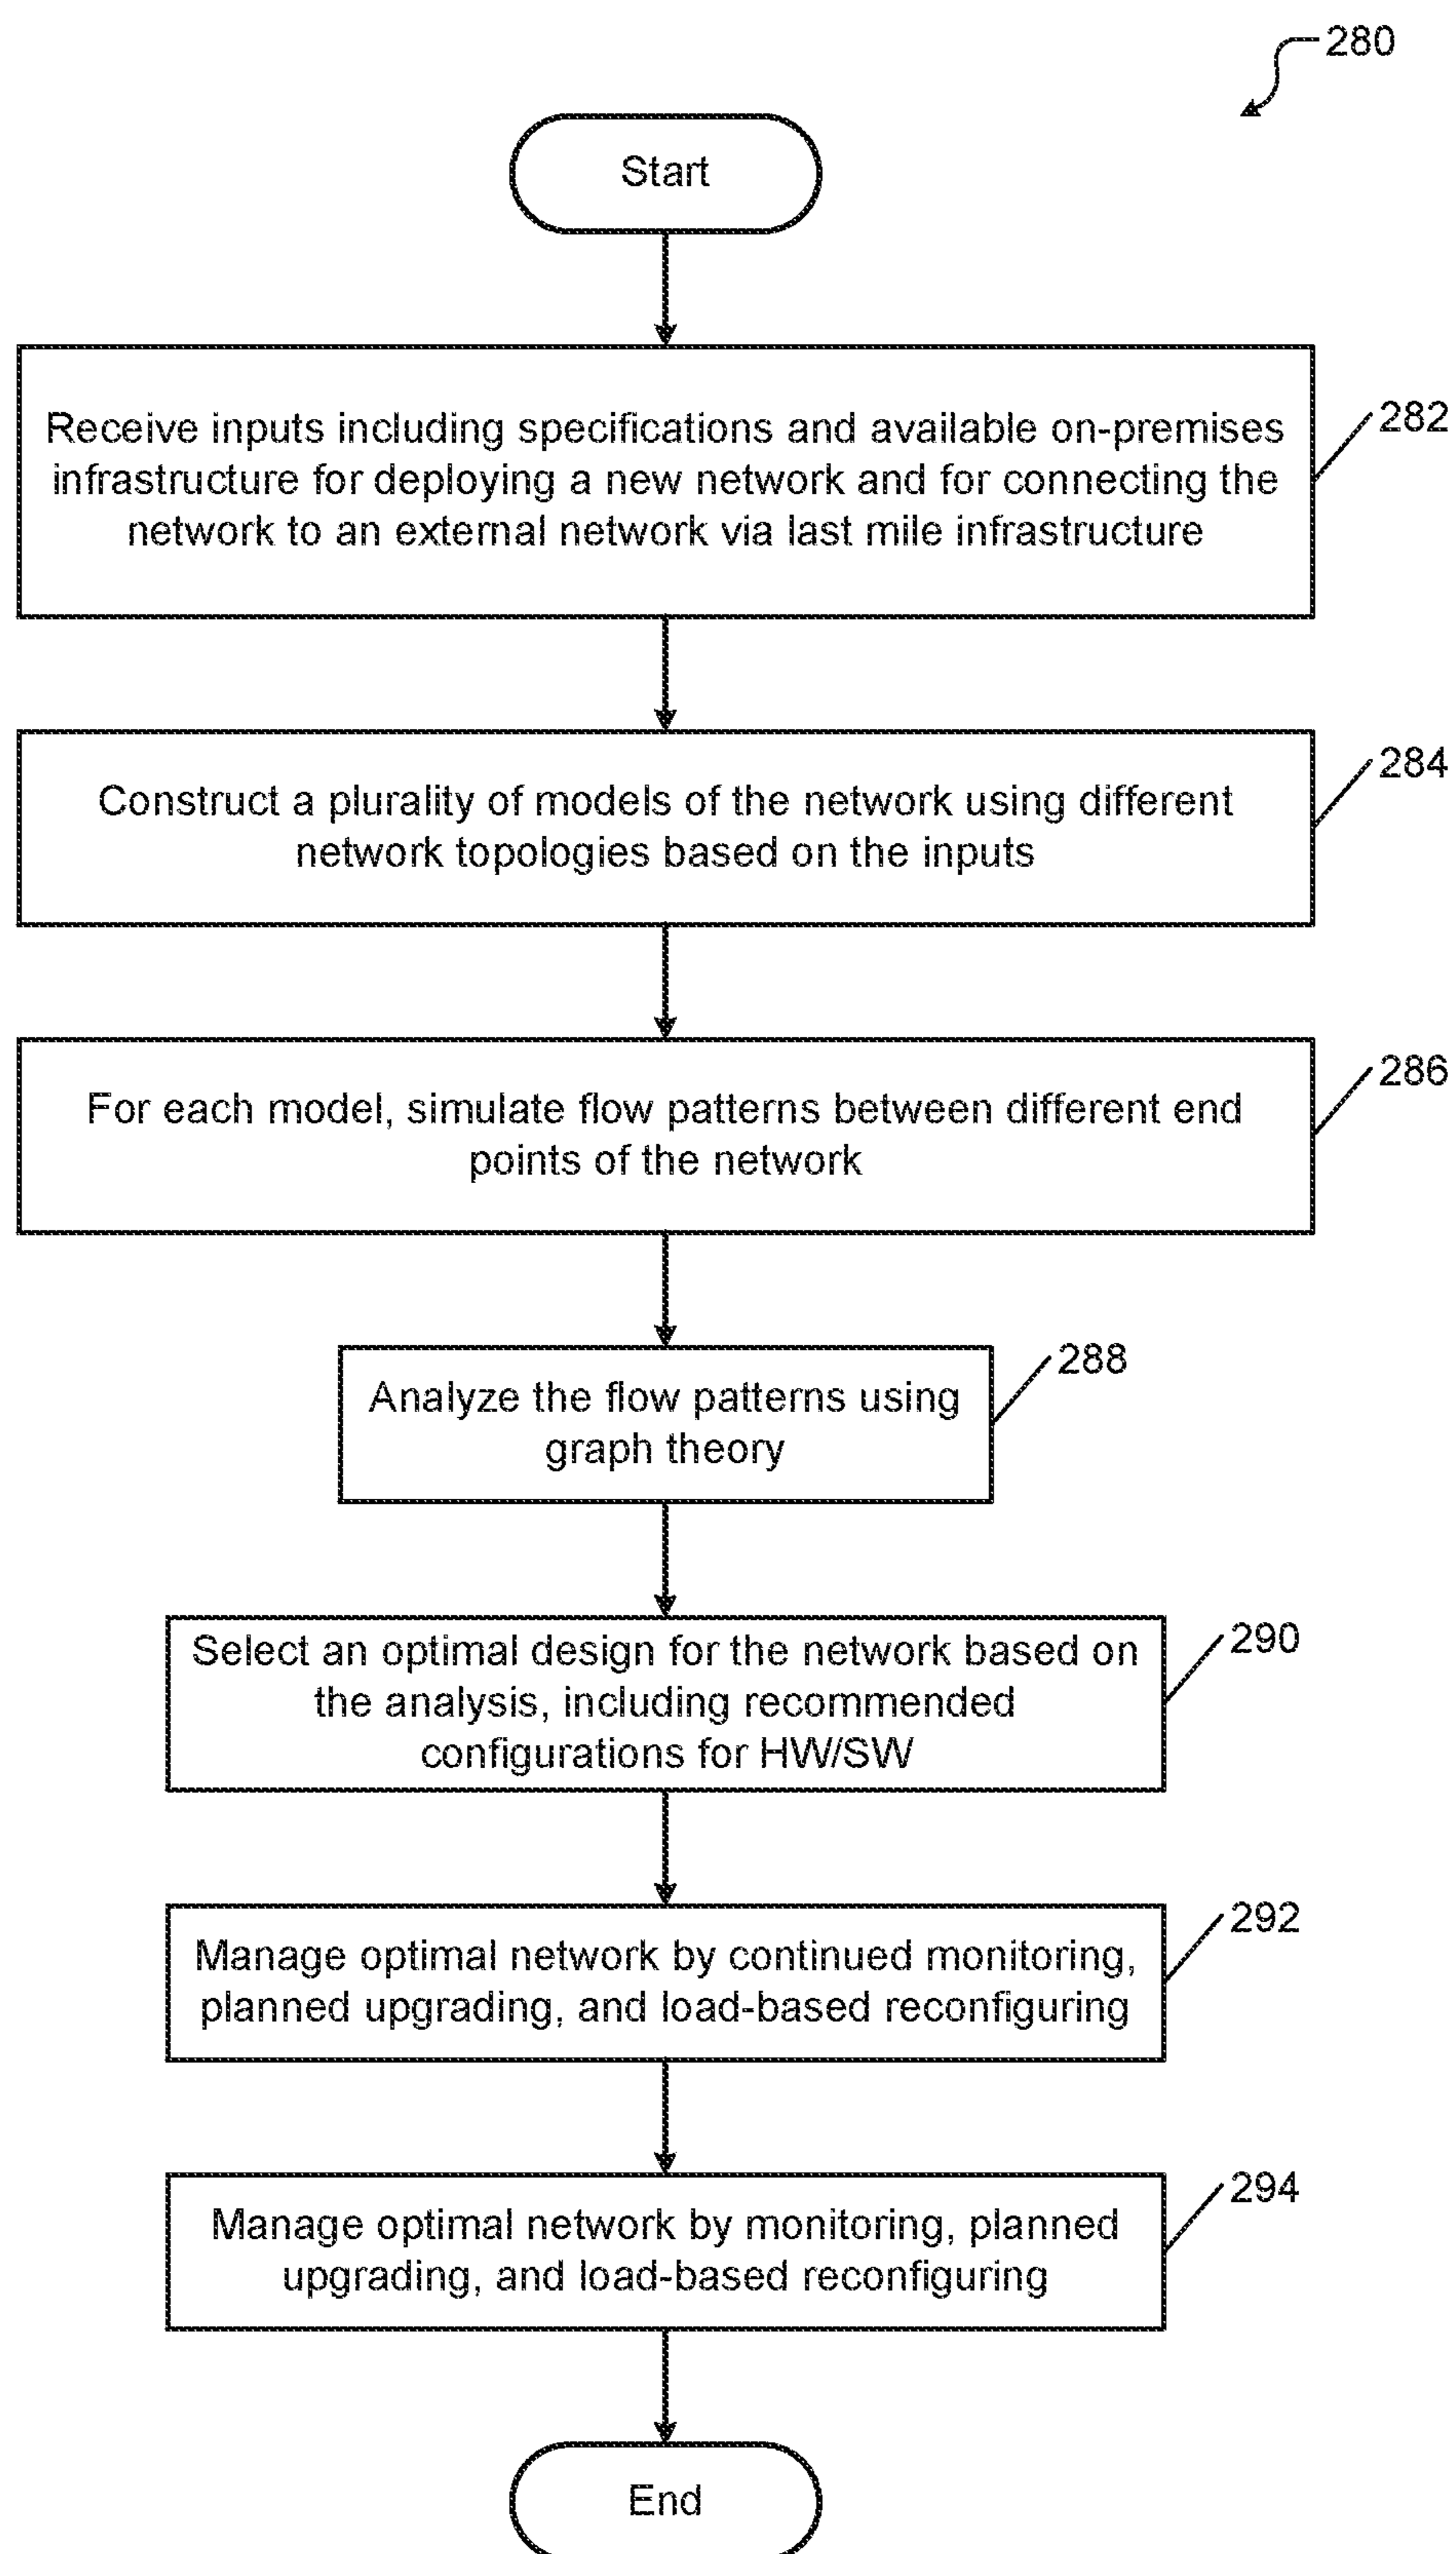 280
Start
Receive inputs including specifications and available on-premises
infrastructure for deploying a new network and for connecting the
network to an external network via last mile infrastructure
282
Construct a plurality of models of the network using different
network topologies based on the inputs
284
For each model, simulate flow patterns between different end
points of the network
286
Analyze the flow patterns using
graph theory
288
Select an optimal design for the network based on
the analysis, including recommended
configurations for HW/SW
290
Manage optimal network by continued monitoring,
planned upgrading, and load-based reconfiguring
292
Manage optimal network by monitoring, planned
upgrading, and load-based reconfiguring
294
End